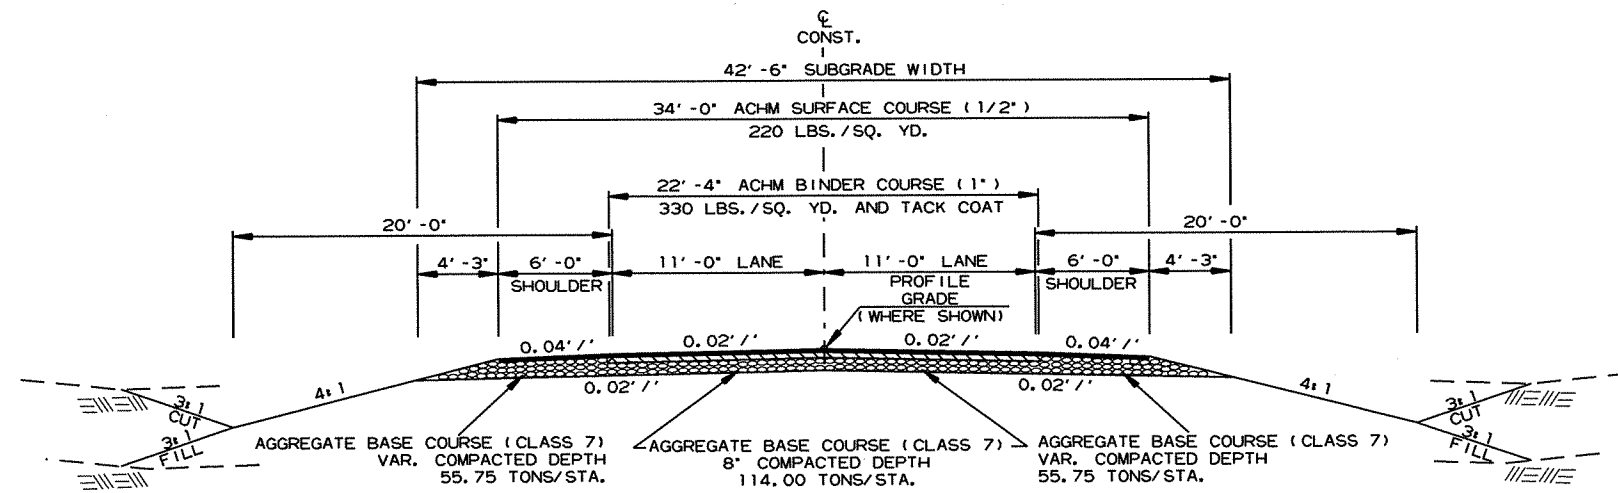 ℄
CONST.
42'-6" SUBGRADE WIDTH
34'-0" ACHM SURFACE COURSE (1/2")
220 LBS./SQ. YD.
22'-4" ACHM BINDER COURSE (1")
330 LBS./SQ. YD. AND TACK COAT
20'-0"
20'-0"
4'-3"
6'-0"
SHOULDER
11'-0" LANE
11'-0" LANE
6'-0"
SHOULDER
4'-3"
PROFILE
GRADE
(WHERE SHOWN)
0.04'/'
0.02'/'
0.02'/'
0.04'/'
0.02'/'
0.02'/'
4:1
4:1
3:1
CUT
3:1
FILL
3:1
CUT
3:1
FILL
AGGREGATE BASE COURSE (CLASS 7)
VAR. COMPACTED DEPTH
55.75 TONS/STA.
AGGREGATE BASE COURSE (CLASS 7)
8" COMPACTED DEPTH
114.00 TONS/STA.
AGGREGATE BASE COURSE (CLASS 7)
VAR. COMPACTED DEPTH
55.75 TONS/STA.